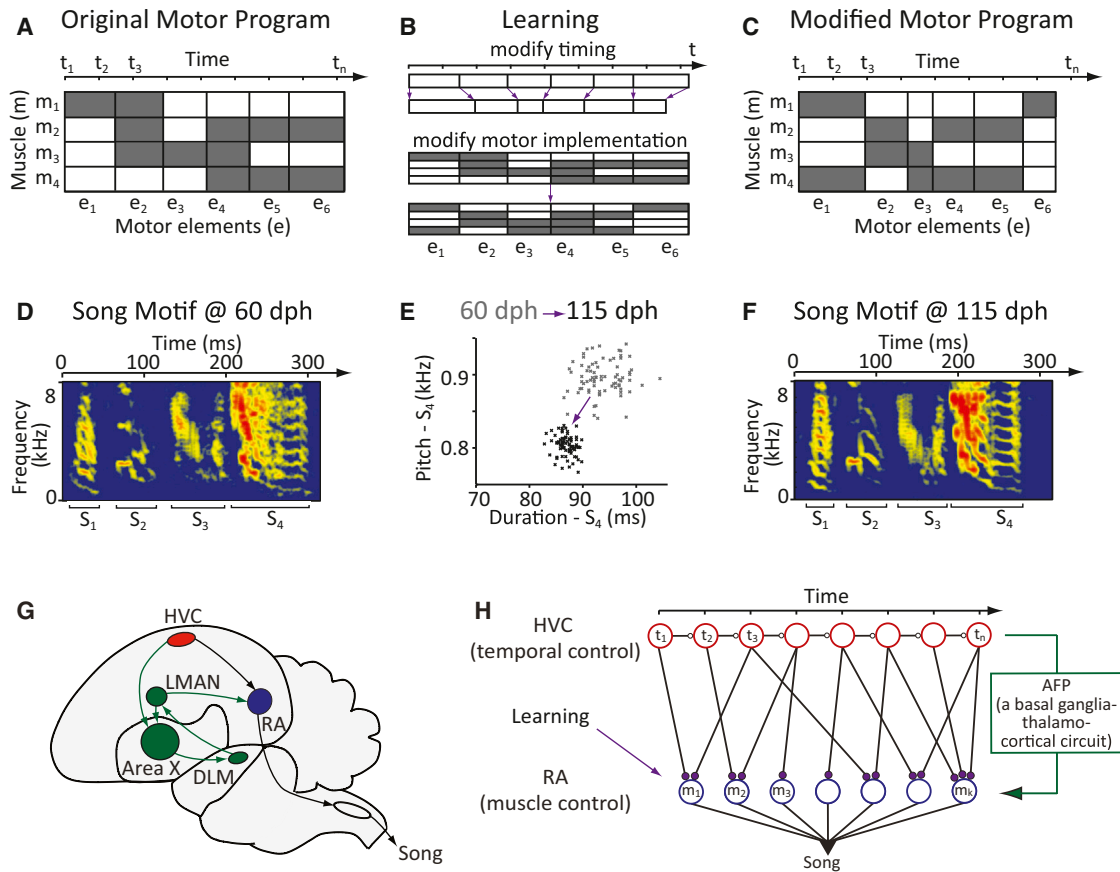 A Original Motor Program
t1 t2 t3 Time tn
Muscle (m)
m1
m2
m3
m4
e1 e2 e3 e4 e5 e6
Motor elements (e)
B Learning
modify timing t
modify motor implementation
e1 e2 e3 e4 e5 e6
C Modified Motor Program
t1 t2 t3 Time tn
Muscle (m)
m1
m2
m3
m4
e1 e2 e3 e4 e5 e6
Motor elements (e)
D Song Motif @ 60 dph
Time (ms)
0 100 200 300
Frequency
(kHz)
8
0
S1 S2 S3 S4
E 60 dph 115 dph
Pitch - S4 (kHz)
0.9
0.8
70 80 90 100
Duration - S4 (ms)
F Song Motif @ 115 dph
Time (ms)
0 100 200 300
Frequency
(kHz)
8
0
S1 S2 S3 S4
G
HVC
LMAN
RA
Area X
DLM
Song
H
Time
HVC
(temporal control)
t1 t2 t3 tn
AFP
(a basal ganglia-
thalamo-
cortical circuit)
Learning
RA
(muscle control)
m1 m2 m3 mk
Song